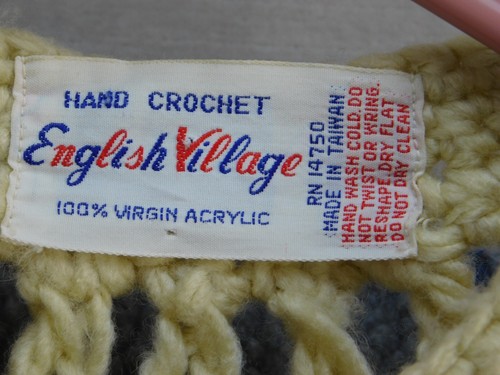 HAND CROCHET
English Village
100% VIRGIN ACRYLIC
RN 14750
MADE IN TAIWAN
HAND WASH COLD.DO
NOT TWIST OR WRING.
RESHAPE.DRY FLAT
DO NOT DRY CLEAN